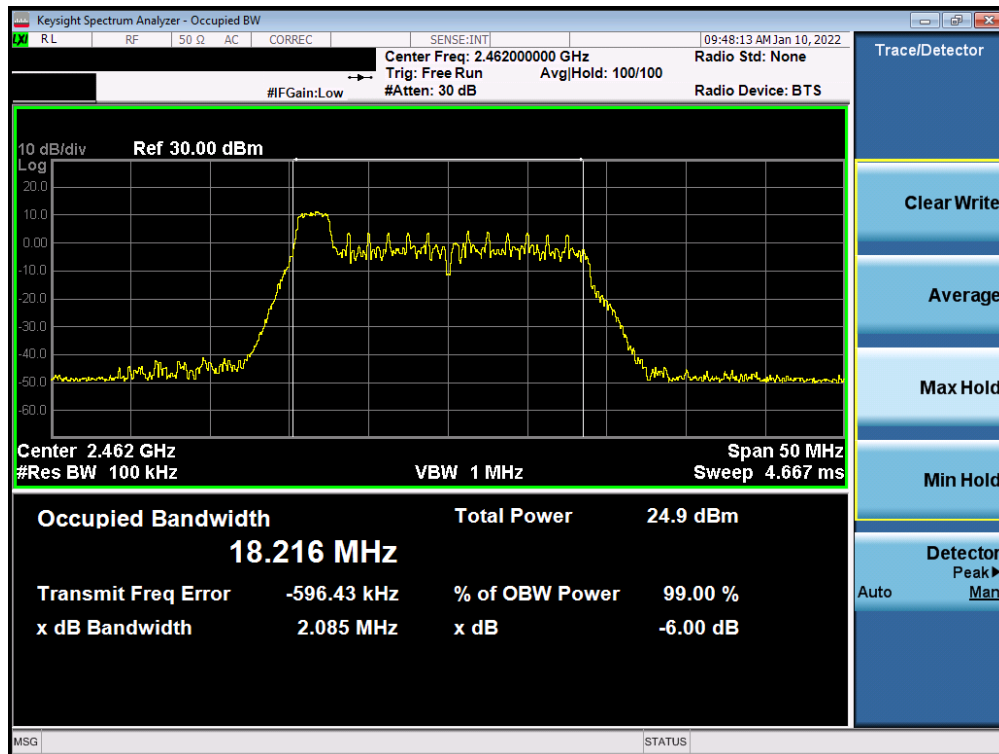 Keysight Spectrum Analyzer - Occupied BW
LXI RL RF 50 Ω AC CORREC SENSE:INT 09:48:13 AM Jan 10, 2022
Center Freq: 2.462000000 GHz Radio Std: None
Trig: Free Run Avg|Hold: 100/100
#IFGain:Low #Atten: 30 dB Radio Device: BTS
10 dB/div Ref 30.00 dBm
Log
20.0
10.0
0.00
-10.0
-20.0
-30.0
-40.0
-50.0
-60.0
Center 2.462 GHz Span 50 MHz
#Res BW 100 kHz VBW 1 MHz Sweep 4.667 ms
Occupied Bandwidth Total Power 24.9 dBm
18.216 MHz
Transmit Freq Error -596.43 kHz % of OBW Power 99.00 %
x dB Bandwidth 2.085 MHz x dB -6.00 dB
MSG STATUS
Trace/Detector
Clear Write
Average
Max Hold
Min Hold
Detector
Peak▶
Auto Man